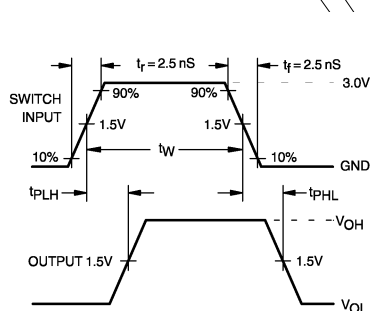 tr = 2.5 nS
tf = 2.5 nS
3.0V
90%
90%
SWITCH
INPUT
1.5V
1.5V
tW
10%
10%
GND
tPLH
tPHL
VOH
OUTPUT 1.5V
1.5V
VOL